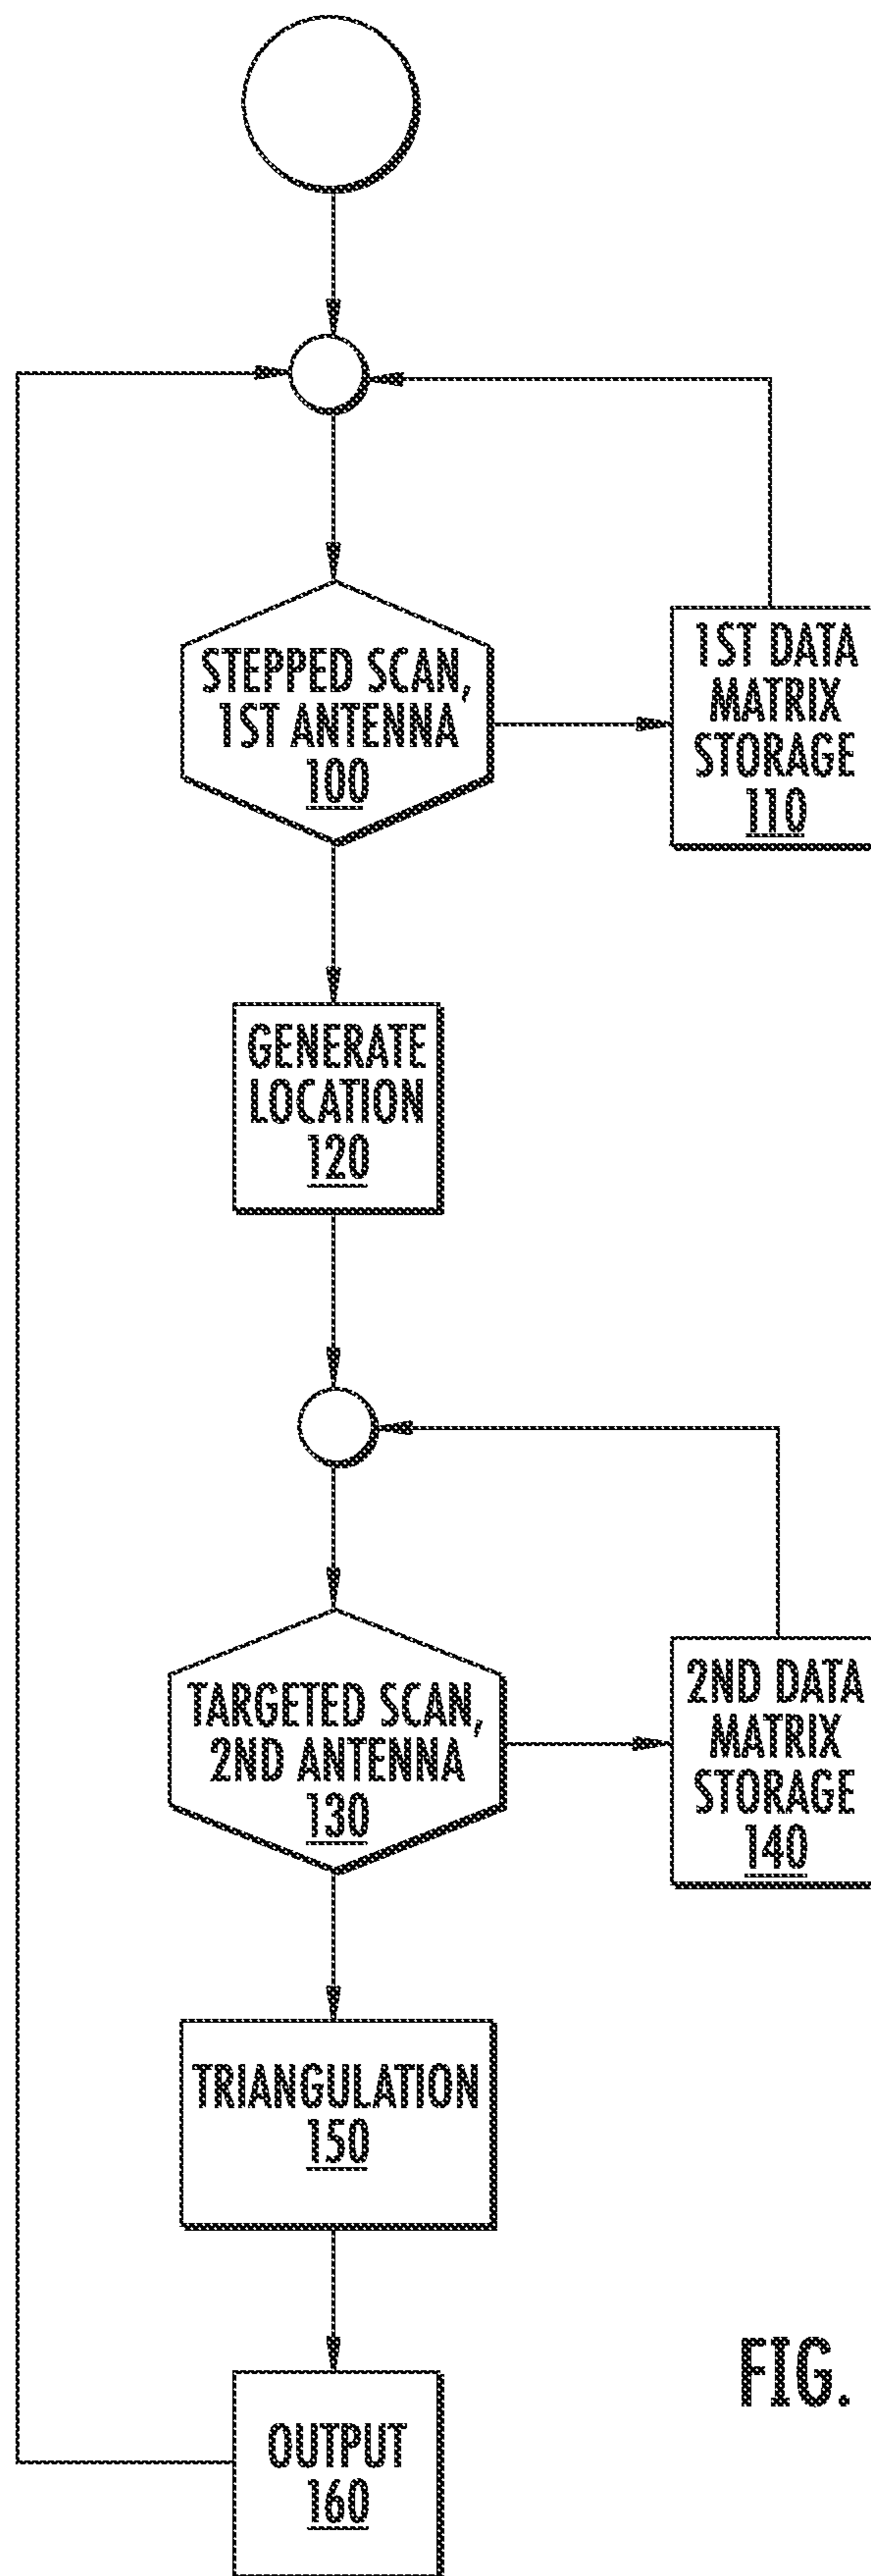 STEPPED SCAN,
1ST ANTENNA
100
1ST DATA
MATRIX
STORAGE
110
GENERATE
LOCATION
120
TARGETED SCAN,
2ND ANTENNA
130
2ND DATA
MATRIX
STORAGE
140
TRIANGULATION
150
OUTPUT
160
FIG.